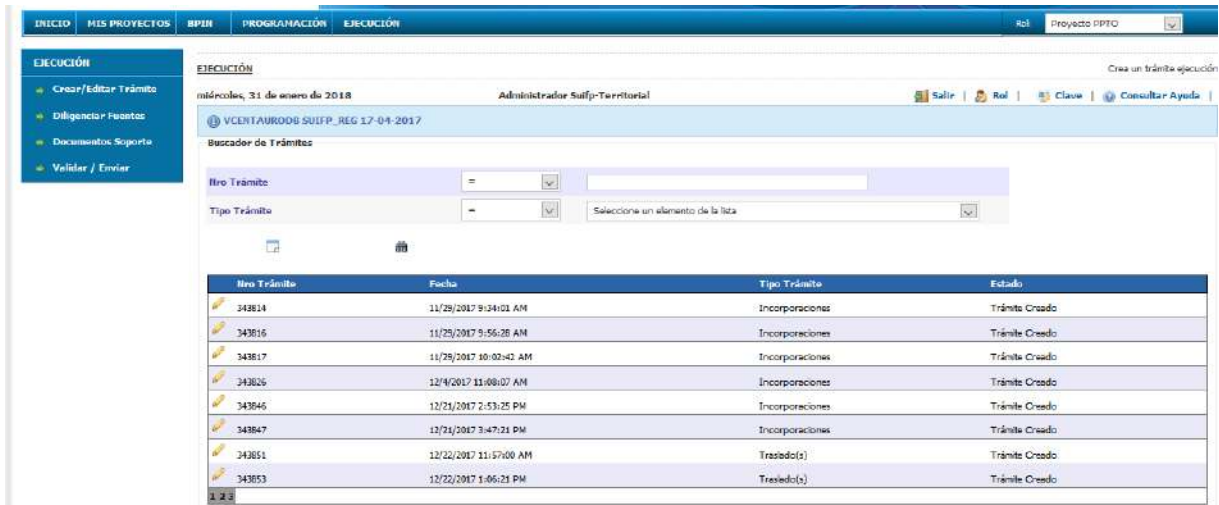 INICIO MIS PROYECTOS BPIN PROGRAMACIÓN EJECUCIÓN Rol: Proyecto PPTO
EJECUCIÓN
Crear/Editar Trámite
Diligenciar Fuentes
Documentos Soporte
Validar / Enviar
EJECUCIÓN Crea un trámite ejecución
miércoles, 31 de enero de 2018 Administrador Suifp-Territorial Salir | Rol | Clave | Consultar Ayuda |
VCENTAURODB SUIFP_REG 17-04-2017
Buscador de Trámites
Nro Trámite =
Tipo Trámite = Seleccione un elemento de la lista
Nro Trámite Fecha Tipo Trámite Estado
343814 11/29/2017 9:34:01 AM Incorporaciones Trámite Creado
343816 11/29/2017 9:56:28 AM Incorporaciones Trámite Creado
343817 11/29/2017 10:02:42 AM Incorporaciones Trámite Creado
343826 12/4/2017 11:08:07 AM Incorporaciones Trámite Creado
343846 12/21/2017 2:53:25 PM Incorporaciones Trámite Creado
343847 12/21/2017 3:47:21 PM Incorporaciones Trámite Creado
343851 12/22/2017 11:57:00 AM Traslado(s) Trámite Creado
343853 12/22/2017 1:06:21 PM Traslado(s) Trámite Creado
1 2 3